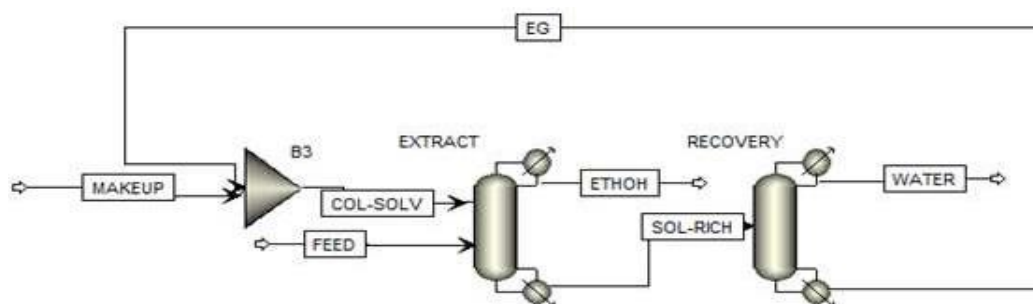 EG
B3
EXTRACT
RECOVERY
MAKEUP
COL-SOLV
ETHOH
WATER
FEED
SOL-RICH